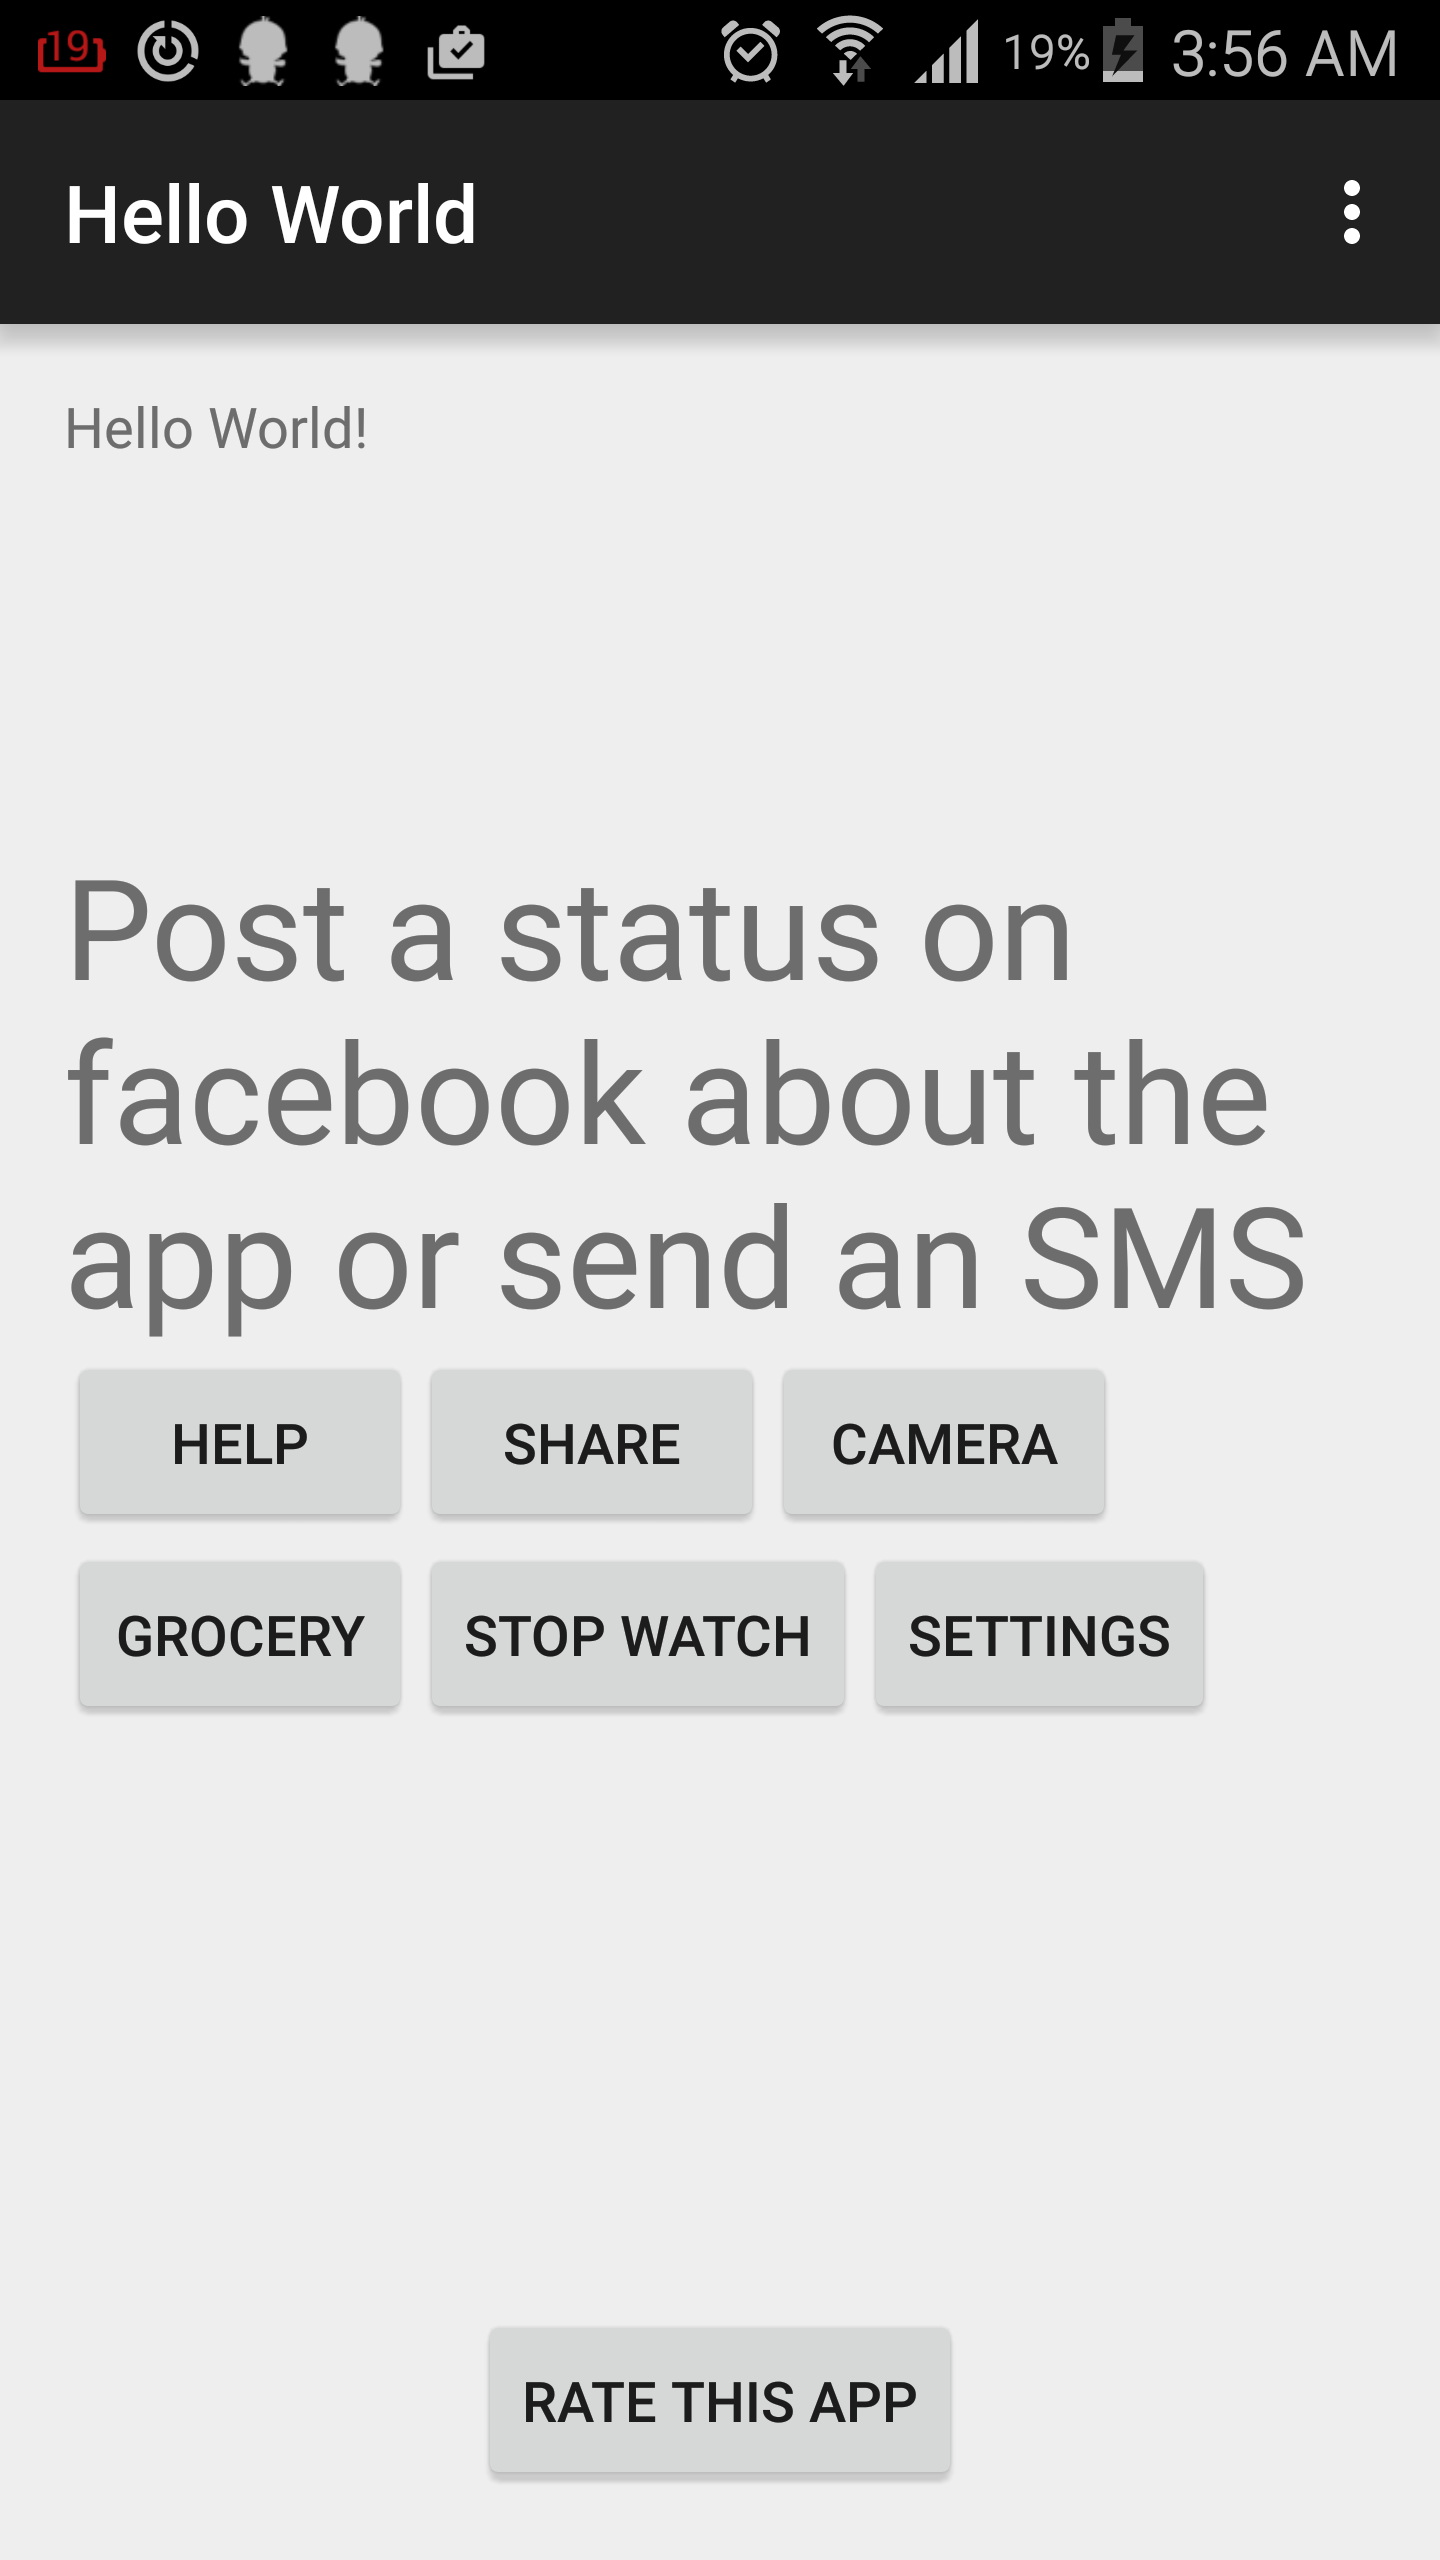 19 19% 3:56 AM
Hello World
Hello World!
Post a status on
facebook about the
app or send an SMS
HELP SHARE CAMERA
GROCERY STOP WATCH SETTINGS
RATE THIS APP